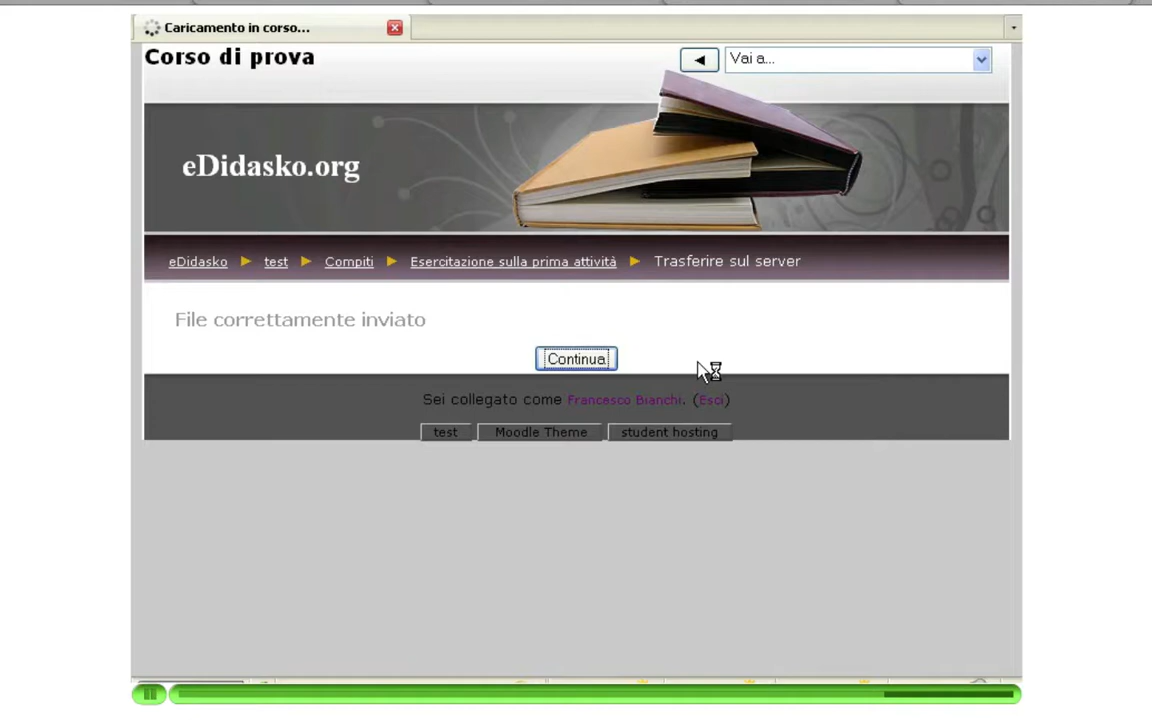 Caricamento in corso...
Corso di prova
Vai a...
eDidasko.org
eDidasko test Compiti Esercitazione sulla prima attività Trasferire sul server
File correttamente inviato
Continua
Sei collegato come Francesco Bianchi. (Esci)
test Moodle Theme student hosting